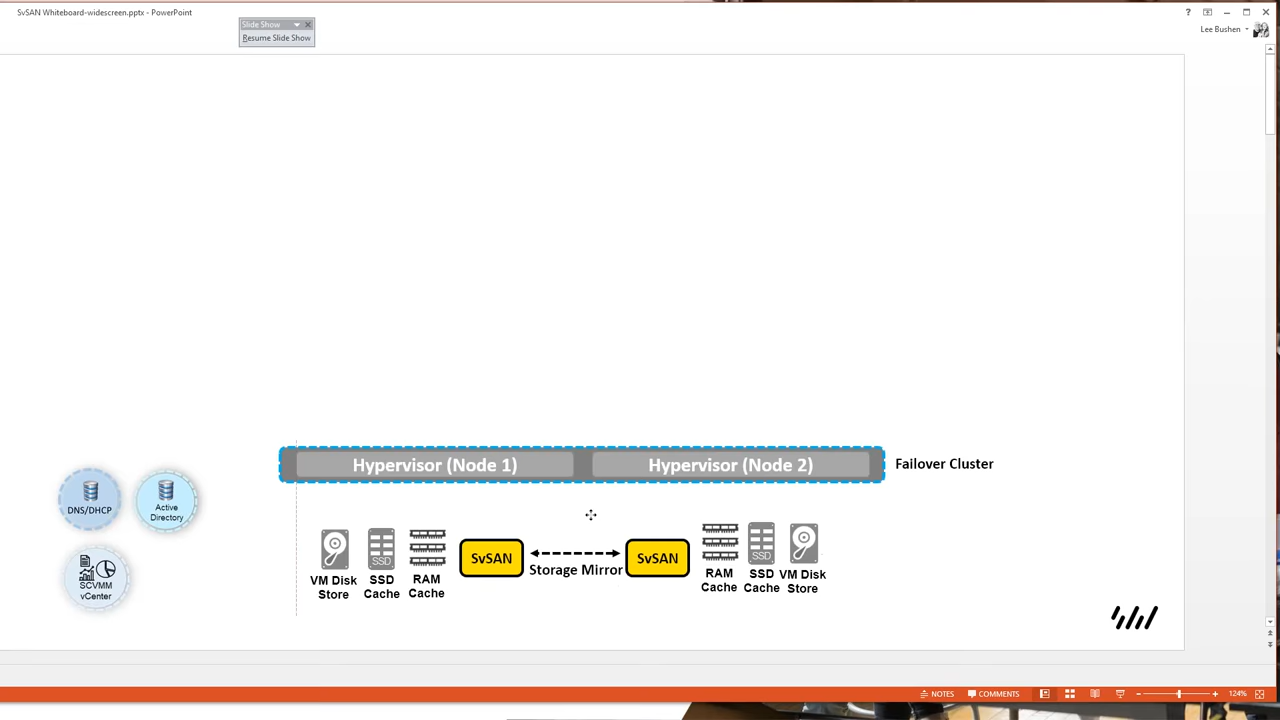 SvSAN Whiteboard-widescreen.pptx - PowerPoint
?
Slide Show
Resume Slide Show
Lee Bushen
Hypervisor (Node 1)
Hypervisor (Node 2)
Failover Cluster
DNS/DHCP
Active
Directory
SCVMM
vCenter
SSD
SSD
VM Disk
Store
SSD
Cache
RAM
Cache
SvSAN
Storage Mirror
SvSAN
RAM
Cache
SSD
Cache
VM Disk
Store
NOTES
COMMENTS
124%